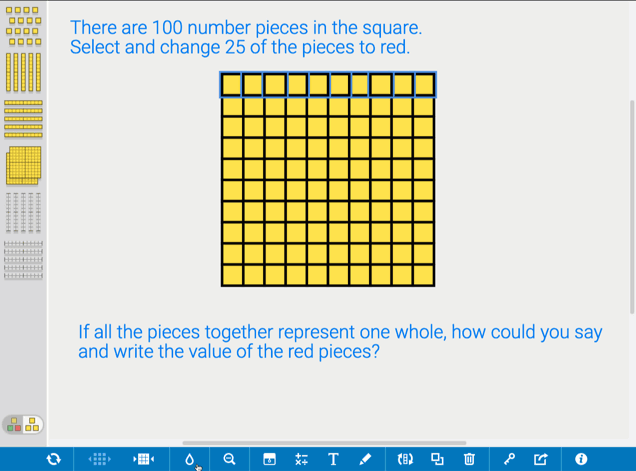 There are 100 number pieces in the square.
Select and change 25 of the pieces to red.
If all the pieces together represent one whole, how could you say
and write the value of the red pieces?